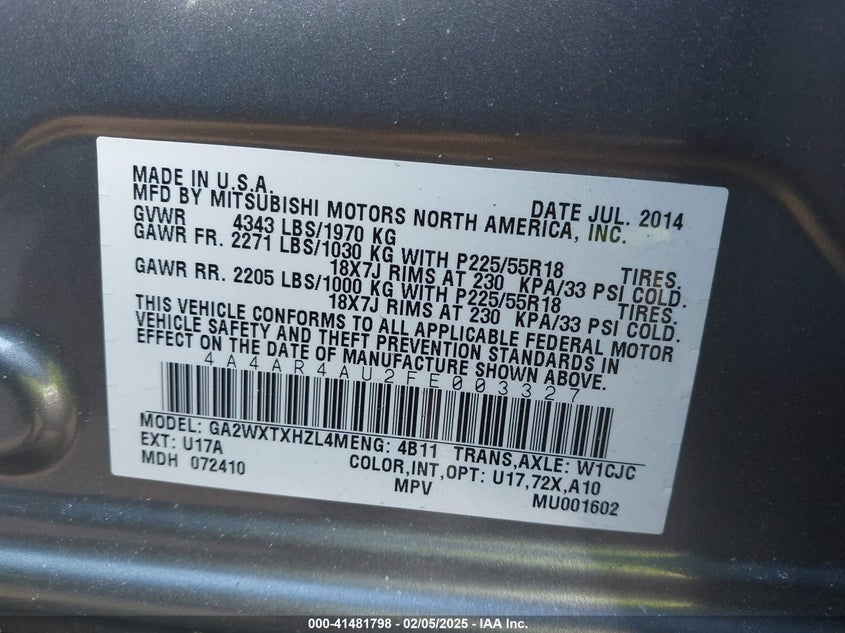 MADE IN U.S.A. DATE JUL. 2014
MFD BY MITSUBISHI MOTORS NORTH AMERICA, INC.
GVWR 4343 LBS/1970 KG
GAWR FR. 2271 LBS/1030 KG WITH P225/55R18 TIRES.
18X7J RIMS AT 230 KPA/33 PSI COLD.
GAWR RR. 2205 LBS/1000 KG WITH P225/55R18 TIRES.
18X7J RIMS AT 230 KPA/33 PSI COLD.
THIS VEHICLE CONFORMS TO ALL APPLICABLE FEDERAL MOTOR
VEHICLE SAFETY AND THEFT PREVENTION STANDARDS IN
EFFECT ON THE DATE OF MANUFACTURE SHOWN ABOVE.
4A4AR4AU2FE003327
MODEL: GA2WXTXHZL4MENG: 4B11 TRANS,AXLE: W1CJC
EXT: U17A COLOR,INT,OPT: U17,72X,A10
MDH 072410 MPV MU001602
000-41481798 - 02/05/2025 - IAA Inc.